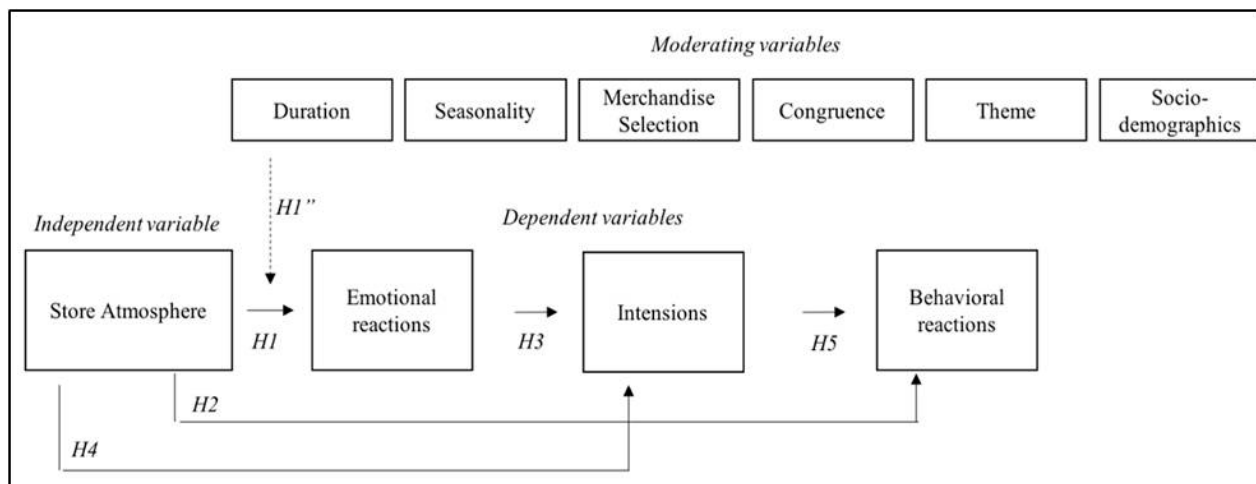 Moderating variables
Duration
Seasonality
Merchandise
Selection
Congruence
Theme
Socio-
demographics
H1”
Independent variable
Dependent variables
Store Atmosphere
H1
Emotional
reactions
H3
Intensions
H5
Behavioral
reactions
H2
H4